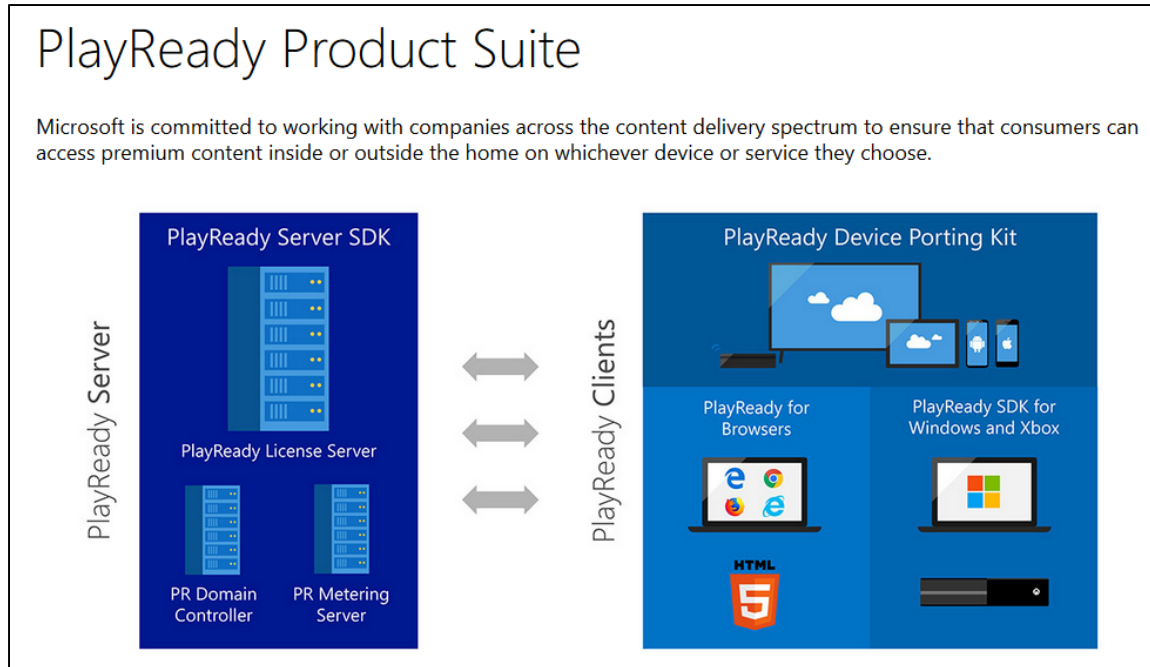 PlayReady Product Suite
Microsoft is committed to working with companies across the content delivery spectrum to ensure that consumers can
access premium content inside or outside the home on whichever device or service they choose.
PlayReady Server
PlayReady Server SDK
PlayReady License Server
PR Domain
Controller
PR Metering
Server
PlayReady Clients
PlayReady Device Porting Kit
PlayReady for
Browsers
HTML
5
PlayReady SDK for
Windows and Xbox